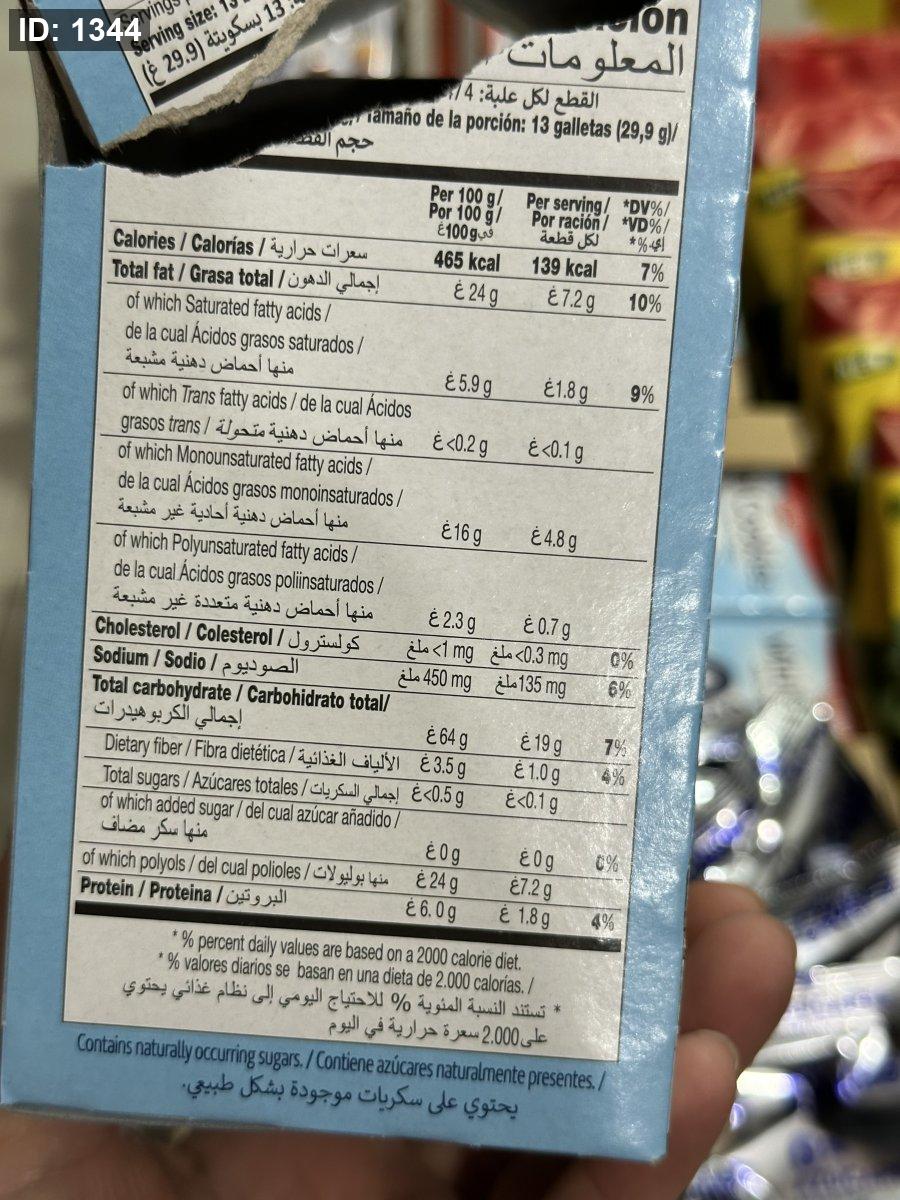 ID: 1344
Serving size: 13
13 بسكويتة (29.9 غ)
المعلومات
القطع لكل علبة: 4/
Tamaño de la porción: 13 galletas (29,9 g)/
حجم
Per 100 g/ Per serving/ *DV%/
Por 100 g/ Por ración/ *VD%/
في100gغ لكل قطعة
Calories / Calorías / سعرات حرارية 465 kcal 139 kcal 7%
Total fat / Grasa total / إجمالي الدهون غ 24 g غ 7.2 g 10%
of which Saturated fatty acids /
de la cual Ácidos grasos saturados /
منها أحماض دهنية مشبعة غ 5.9 g غ 1.8 g 9%
of which Trans fatty acids / de la cual Ácidos
grasos trans / منها أحماض دهنية متحولة غ <0.2 g غ <0.1 g
of which Monounsaturated fatty acids /
de la cual Ácidos grasos monoinsaturados /
منها أحماض دهنية أحادية غير مشبعة غ 16 g غ 4.8 g
of which Polyunsaturated fatty acids /
de la cual Ácidos grasos poliinsaturados /
منها أحماض دهنية متعددة غير مشبعة غ 2.3 g غ 0.7 g
Cholesterol / Colesterol / كولسترول ملغ <1 mg ملغ <0.3 mg 0%
Sodium / Sodio / الصوديوم ملغ 450 mg ملغ 135 mg 6%
Total carbohydrate / Carbohidrato total/
إجمالي الكربوهيدرات غ 64 g غ 19 g 7%
Dietary fiber / Fibra dietética / الألياف الغذائية غ 3.5 g غ 1.0 g 4%
Total sugars / Azúcares totales / إجمالي السكريات غ <0.5 g غ <0.1 g
of which added sugar / del cual azúcar añadido /
منها سكر مضاف غ 0 g غ 0 g 0%
of which polyols / del cual polioles / منها بوليولات غ 24 g غ 7.2 g
Protein / Proteina / البروتين غ 6.0 g غ 1.8 g 4%
* % percent daily values are based on a 2000 calorie diet.
* % valores diarios se basan en una dieta de 2.000 calorías. /
* تستند النسبة المئوية % للاحتياج اليومي إلى نظام غذائي يحتوي
على 2.000 سعرة حرارية في اليوم
Contains naturally occurring sugars. / Contiene azúcares naturalmente presentes. /
يحتوي على سكريات موجودة بشكل طبيعي.